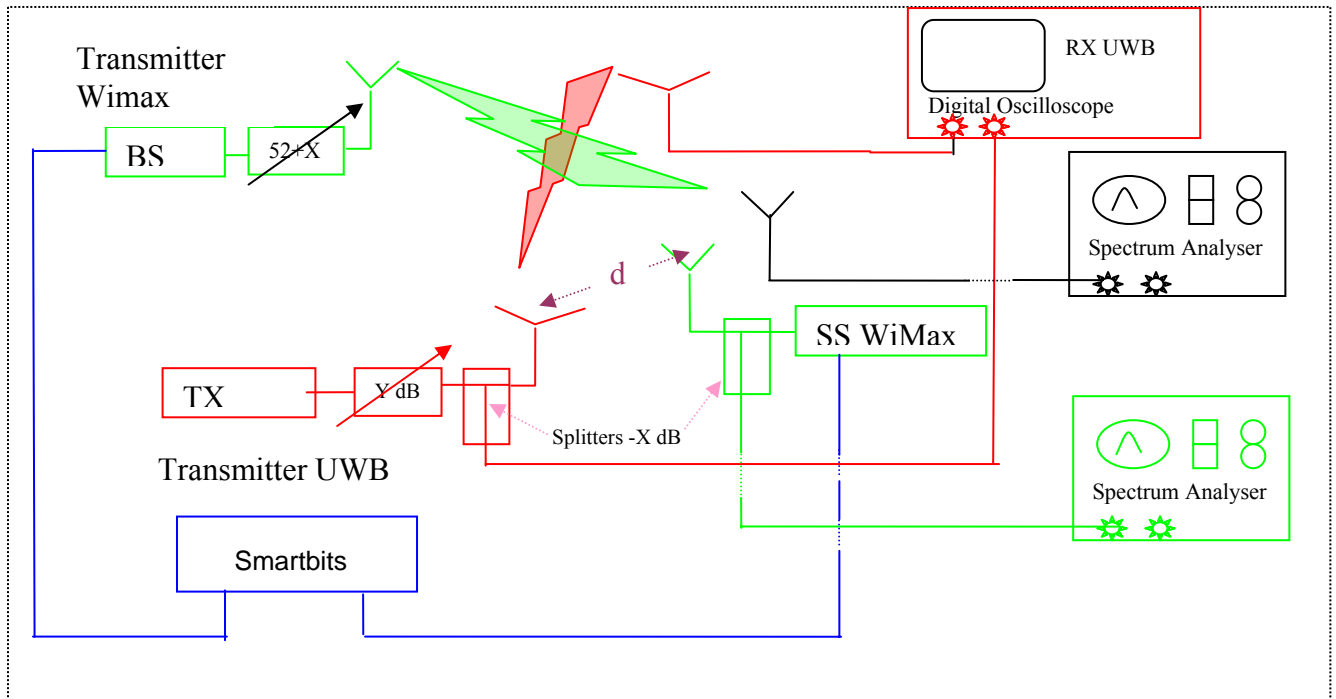 Transmitter
Wimax
RX UWB
Digital Oscilloscope
BS
52+X
Spectrum Analyser
d
SS WiMax
TX
Y dB
Splitters -X dB
Transmitter UWB
Spectrum Analyser
Smartbits